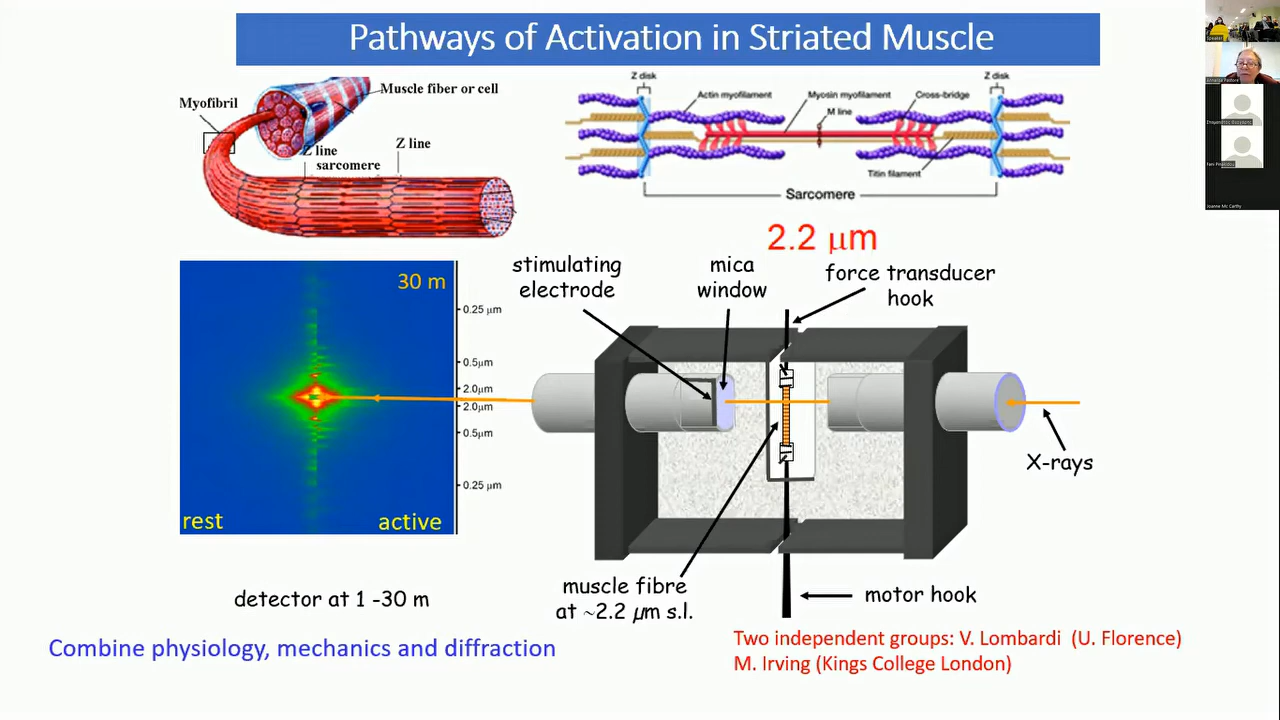 Pathways of Activation in Striated Muscle
Myofibril
Muscle fiber or cell
Z line
sarcomere
Z line
Z disk
Z disk
Actin myofilament
Myosin myofilament
Cross-bridge
M line
Titin filament
Sarcomere
2.2 μm
30 m
0.25 μm
0.5μm
2.0μm
2.0μm
0.5μm
0.25 μm
rest
active
stimulating
electrode
mica
window
force transducer
hook
X-rays
muscle fibre
at ~2.2 μm s.l.
motor hook
detector at 1 -30 m
Combine physiology, mechanics and diffraction
Two independent groups: V. Lombardi (U. Florence)
M. Irving (Kings College London)
Speaker
Joanne Mc Carthy